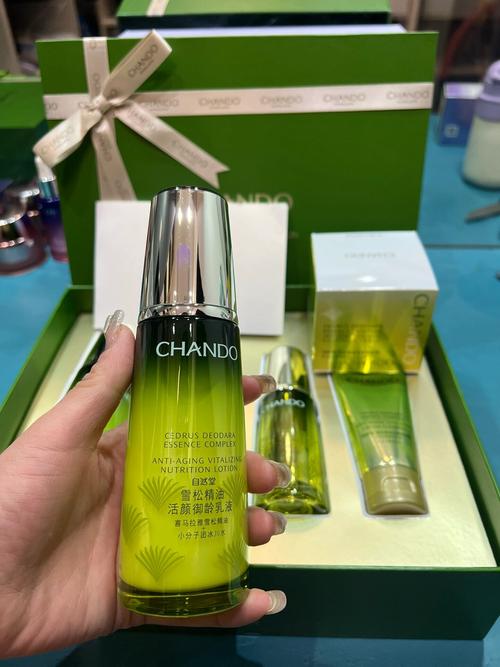 CHANDO
CHANDO
CHANDO
CHANDO
CHANDO
CHANDO
CEDRUS DEODARA
ESSENCE COMPLEX
ANTI-AGING VITALIZING
NUTRITION LOTION
自然堂
雪松精油
活颜御龄乳液
喜马拉雅雪松精油
+
小分子团冰川水
CHANDO
CHANDO